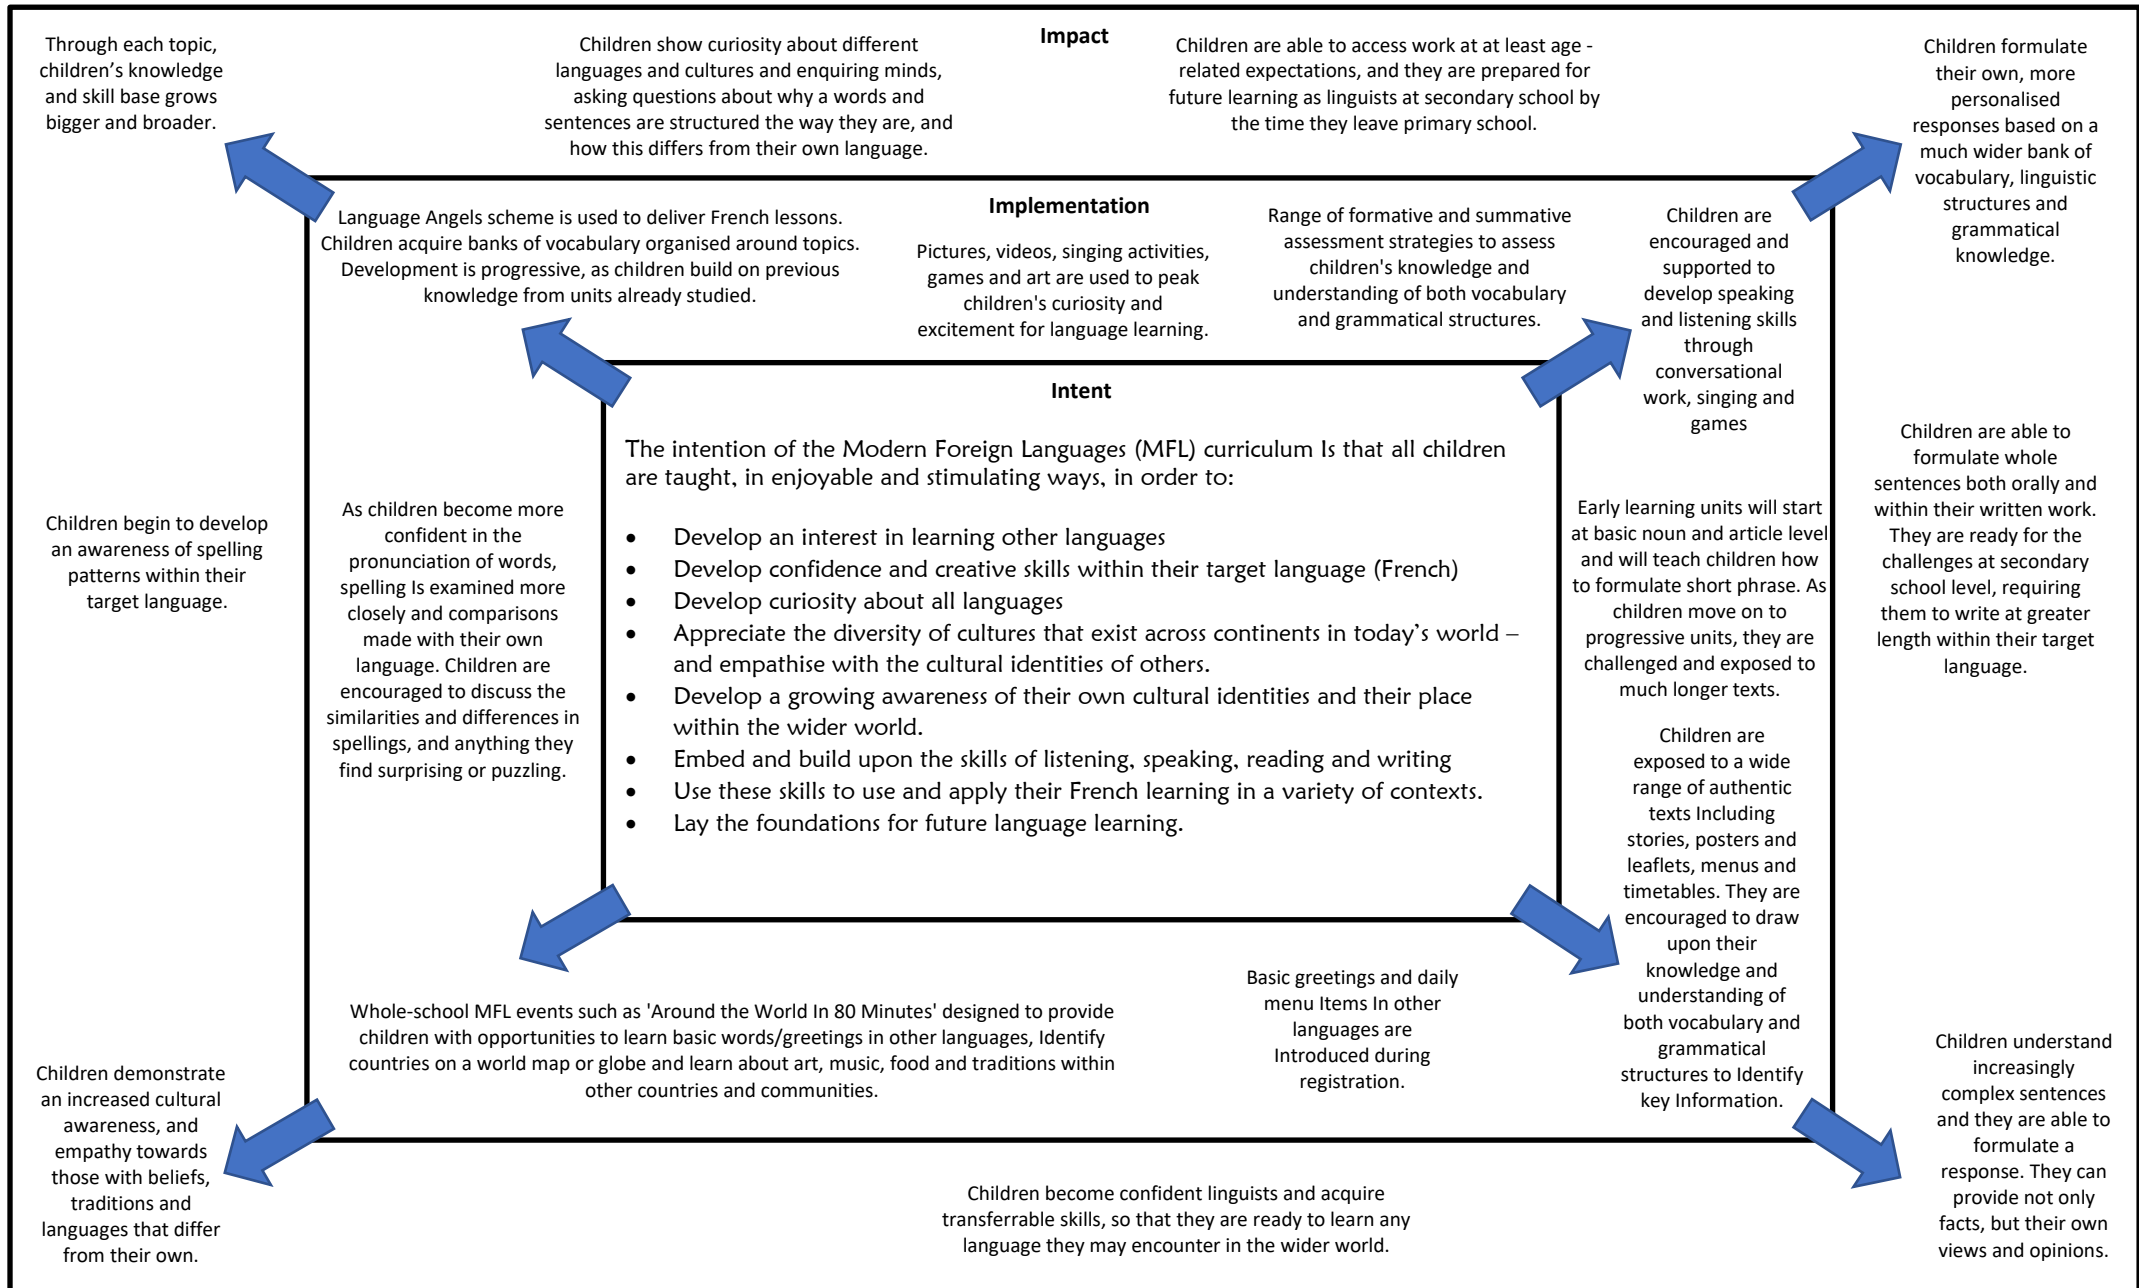 Impact
Through each topic,
children’s knowledge
and skill base grows
bigger and broader.
Children show curiosity about different
languages and cultures and enquiring minds,
asking questions about why a words and
sentences are structured the way they are, and
how this differs from their own language.
Children are able to access work at at least age -
related expectations, and they are prepared for
future learning as linguists at secondary school by
the time they leave primary school.
Children formulate
their own, more
personalised
responses based on a
much wider bank of
vocabulary, linguistic
structures and
grammatical
knowledge.
Implementation
Language Angels scheme is used to deliver French lessons.
Children acquire banks of vocabulary organised around topics.
Development is progressive, as children build on previous
knowledge from units already studied.
Pictures, videos, singing activities,
games and art are used to peak
children's curiosity and
excitement for language learning.
Range of formative and summative
assessment strategies to assess
children's knowledge and
understanding of both vocabulary
and grammatical structures.
Children are
encouraged and
supported to
develop speaking
and listening skills
through
conversational
work, singing and
games
Intent
The intention of the Modern Foreign Languages (MFL) curriculum Is that all children
are taught, in enjoyable and stimulating ways, in order to:
• Develop an interest in learning other languages
• Develop confidence and creative skills within their target language (French)
• Develop curiosity about all languages
• Appreciate the diversity of cultures that exist across continents in today’s world –
and empathise with the cultural identities of others.
• Develop a growing awareness of their own cultural identities and their place
within the wider world.
• Embed and build upon the skills of listening, speaking, reading and writing
• Use these skills to use and apply their French learning in a variety of contexts.
• Lay the foundations for future language learning.
Children begin to develop
an awareness of spelling
patterns within their
target language.
As children become more
confident in the
pronunciation of words,
spelling Is examined more
closely and comparisons
made with their own
language. Children are
encouraged to discuss the
similarities and differences in
spellings, and anything they
find surprising or puzzling.
Early learning units will start
at basic noun and article level
and will teach children how
to formulate short phrase. As
children move on to
progressive units, they are
challenged and exposed to
much longer texts.
Children are able to
formulate whole
sentences both orally and
within their written work.
They are ready for the
challenges at secondary
school level, requiring
them to write at greater
length within their target
language.
Children are
exposed to a wide
range of authentic
texts Including
stories, posters and
leaflets, menus and
timetables. They are
encouraged to draw
upon their
knowledge and
understanding of
both vocabulary and
grammatical
structures to Identify
key Information.
Whole-school MFL events such as 'Around the World In 80 Minutes' designed to provide
children with opportunities to learn basic words/greetings in other languages, Identify
countries on a world map or globe and learn about art, music, food and traditions within
other countries and communities.
Basic greetings and daily
menu Items In other
languages are
Introduced during
registration.
Children demonstrate
an increased cultural
awareness, and
empathy towards
those with beliefs,
traditions and
languages that differ
from their own.
Children become confident linguists and acquire
transferrable skills, so that they are ready to learn any
language they may encounter in the wider world.
Children understand
increasingly
complex sentences
and they are able to
formulate a
response. They can
provide not only
facts, but their own
views and opinions.